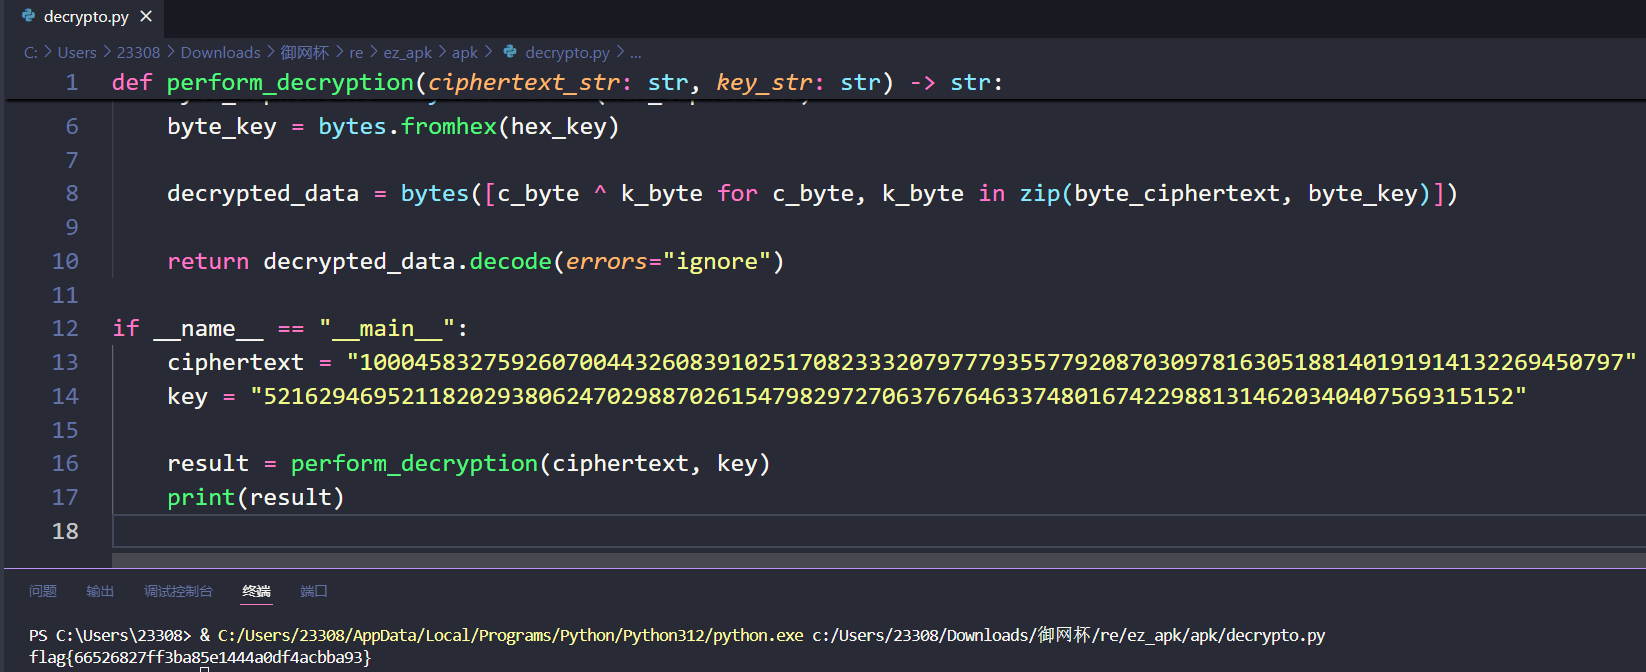 decrypto.py ×
C: > Users > 23308 > Downloads > 御网杯 > re > ez_apk > apk > decrypto.py > ...
1 def perform_decryption(ciphertext_str: str, key_str: str) -> str:
6 byte_key = bytes.fromhex(hex_key)
7
8 decrypted_data = bytes([c_byte ^ k_byte for c_byte, k_byte in zip(byte_ciphertext, byte_key)])
9
10 return decrypted_data.decode(errors="ignore")
11
12 if __name__ == "__main__":
13 ciphertext = "100045832759260700443260839102517082333207977793557792087030978163051881401919141322694507​97"
14 key = "5216294695211820293806247029887026154798297270637676463374801674229881314620340407569315152"
15
16 result = perform_decryption(ciphertext, key)
17 print(result)
18
问题 输出 调试控制台 终端 端口
PS C:\Users\23308> & C:/Users/23308/AppData/Local/Programs/Python/Python312/python.exe c:/Users/23308/Downloads/御网杯/re/ez_apk/apk/decrypto.py
flag{66526827ff3ba85e1444a0df4acbba93}